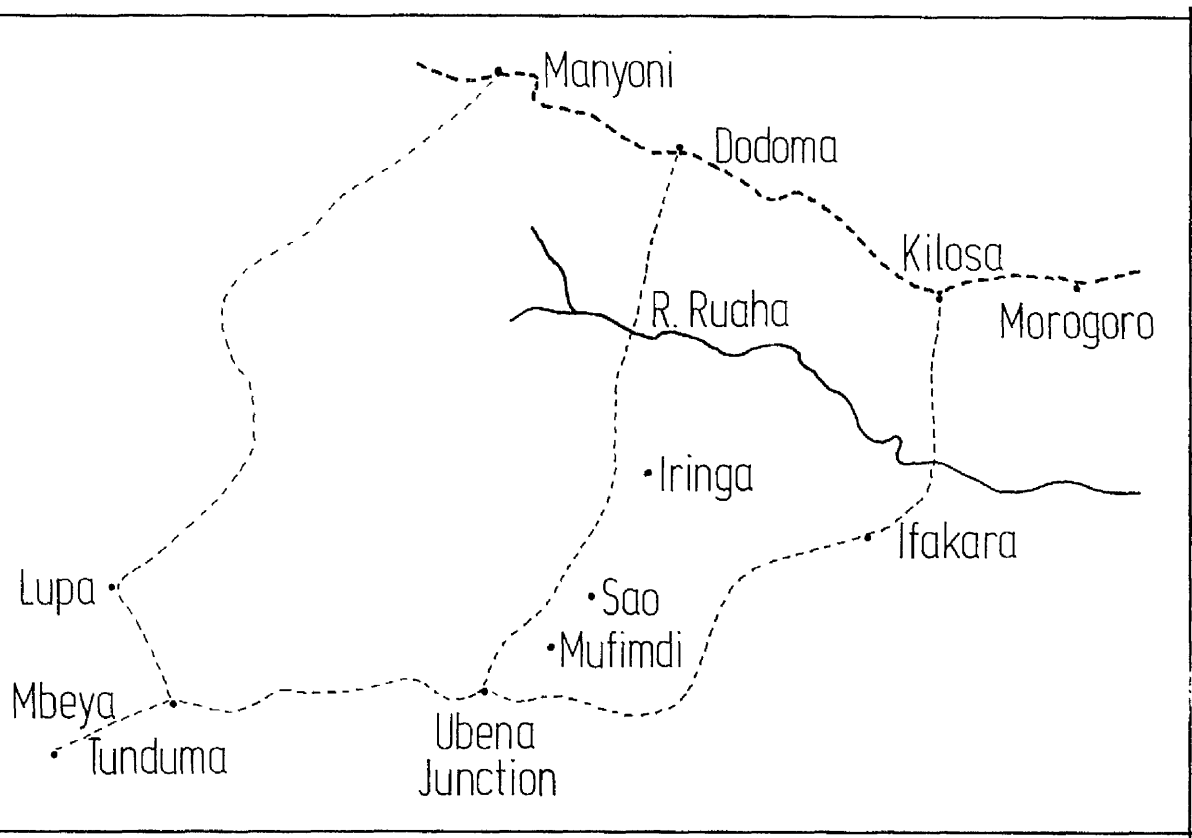 Manyoni
Dodoma
Kilosa
R. Ruaha
Morogoro
Iringa
Ifakara
Lupa
Sao
Mufimdi
Mbeya
Ubena
Junction
Tunduma